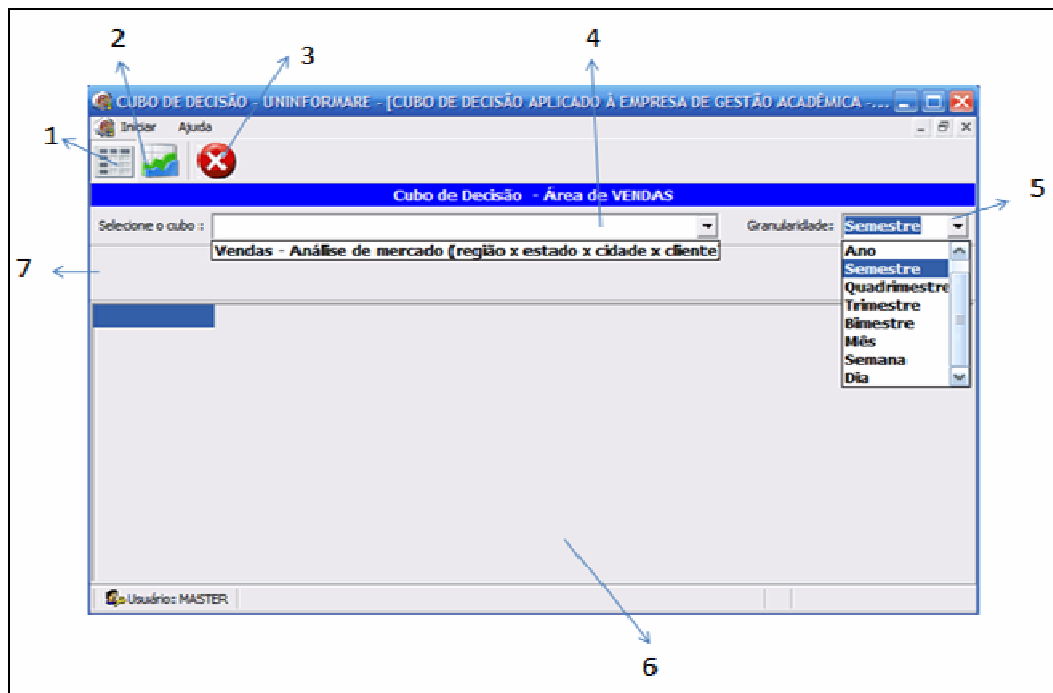 2
4
3
CUBO DE DECISÃO - UNINFORMARE - [CUBO DE DECISÃO APLICADO À EMPRESA DE GESTÃO ACADÊMICA - ...
1
Iniciar Ajuda
Cubo de Decisão - Área de VENDAS
5
Selecione o cubo :
Granularidade: Semestre
Vendas - Análise de mercado (região x estado x cidade x cliente
7
Ano
Semestre
Quadrimestre
Trimestre
Bimestre
Mês
Semana
Dia
Usuário: MASTER
6